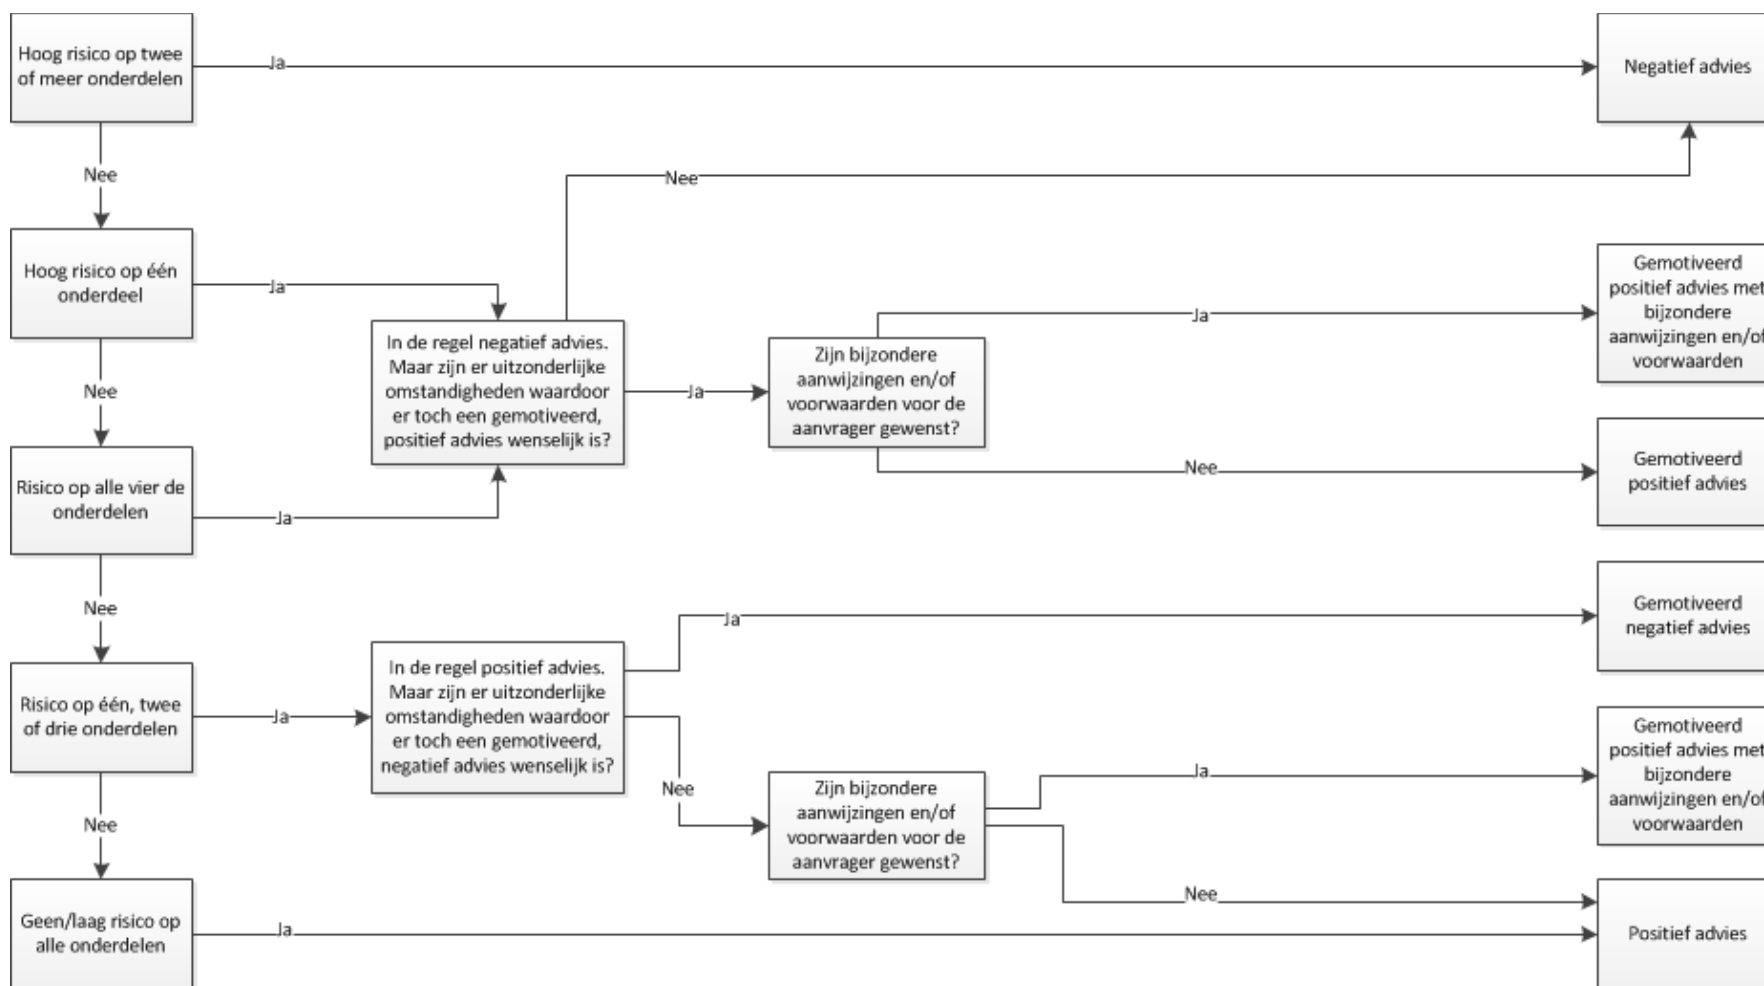 Hoog risico op twee
of meer onderdelen
Ja
Negatief advies
Nee
Nee
Hoog risico op één
onderdeel
Ja
In de regel negatief advies.
Maar zijn er uitzonderlijke
omstandigheden waardoor
er toch een gemotiveerd,
positief advies wenselijk is?
Ja
Zijn bijzondere
aanwijzingen en/of
voorwaarden voor de
aanvrager gewenst?
Ja
Gemotiveerd
positief advies met
bijzondere
aanwijzingen en/of
voorwaarden
Nee
Risico op alle vier de
onderdelen
Ja
Nee
Gemotiveerd
positief advies
Nee
Ja
Gemotiveerd
negatief advies
Risico op één, twee
of drie onderdelen
Ja
In de regel positief advies.
Maar zijn er uitzonderlijke
omstandigheden waardoor
er toch een gemotiveerd,
negatief advies wenselijk is?
Nee
Zijn bijzondere
aanwijzingen en/of
voorwaarden voor de
aanvrager gewenst?
Ja
Gemotiveerd
positief advies met
bijzondere
aanwijzingen en/of
voorwaarden
Nee
Nee
Geen/laag risico op
alle onderdelen
Ja
Positief advies